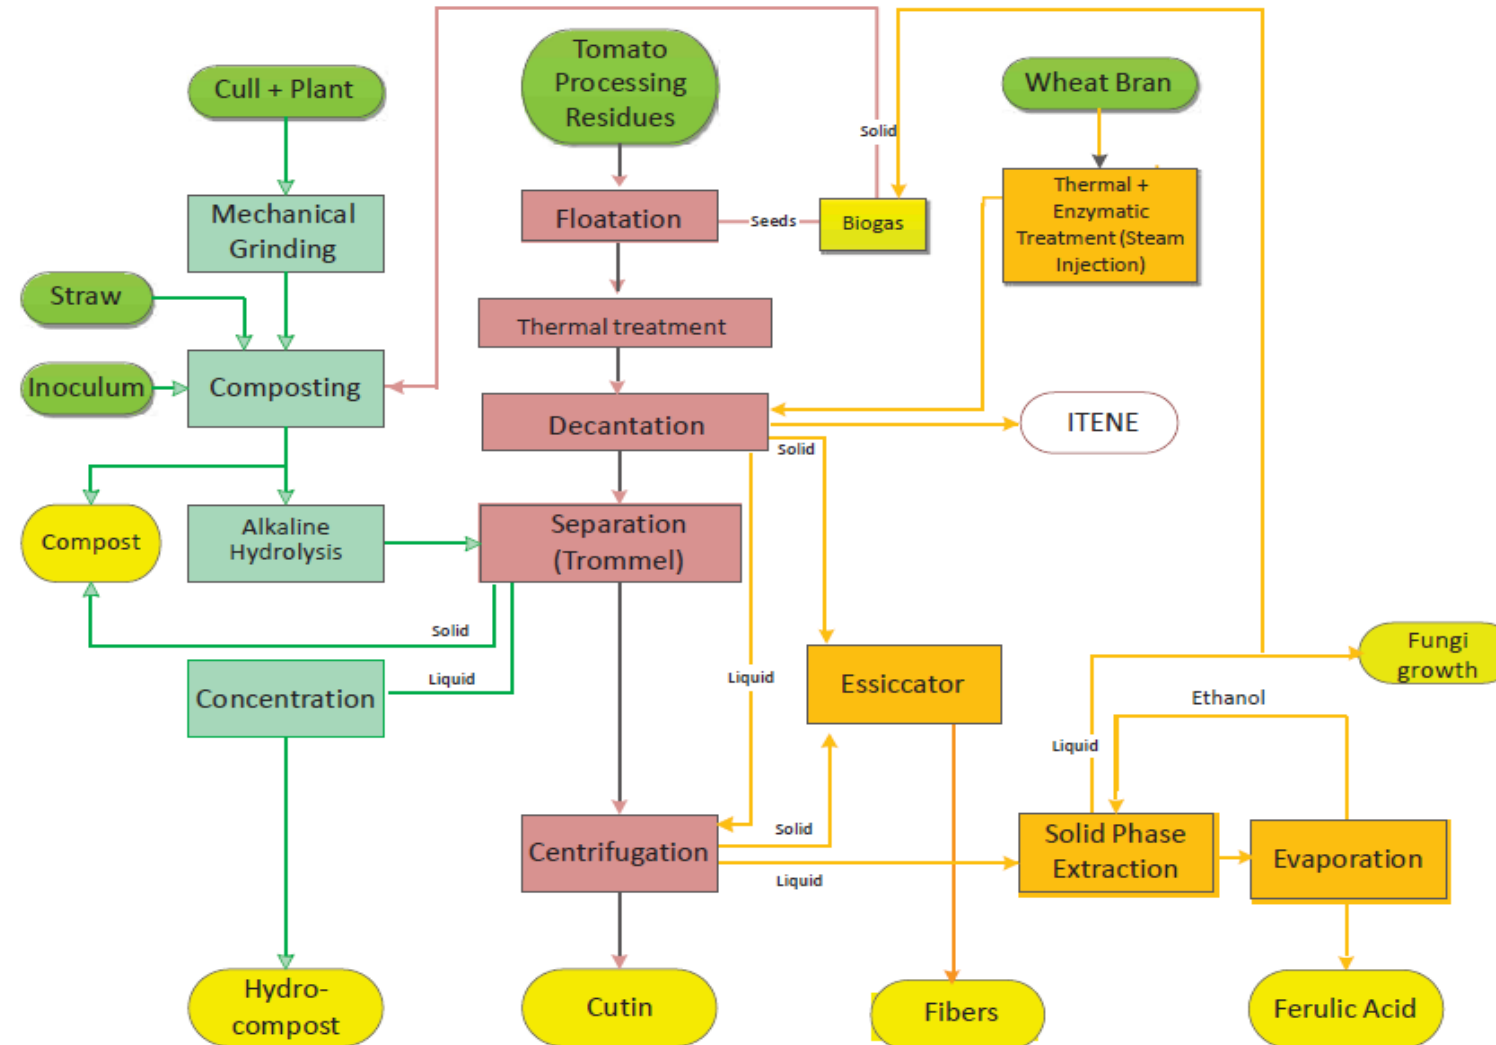 Tomato
Processing
Residues
Cull + Plant
Wheat Bran
Solid
Thermal +
Enzymatic
Treatment (Steam
Injection)
Mechanical
Grinding
Floatation
Seeds
Biogas
Straw
Thermal treatment
Inoculum
Composting
Decantation
ITENE
Solid
Compost
Alkaline
Hydrolysis
Separation
(Trommel)
Solid
Liquid
Concentration
Liquid
Essiccator
Fungi
growth
Ethanol
Liquid
Centrifugation
Solid
Liquid
Solid Phase
Extraction
Evaporation
Hydro-
compost
Cutin
Fibers
Ferulic Acid